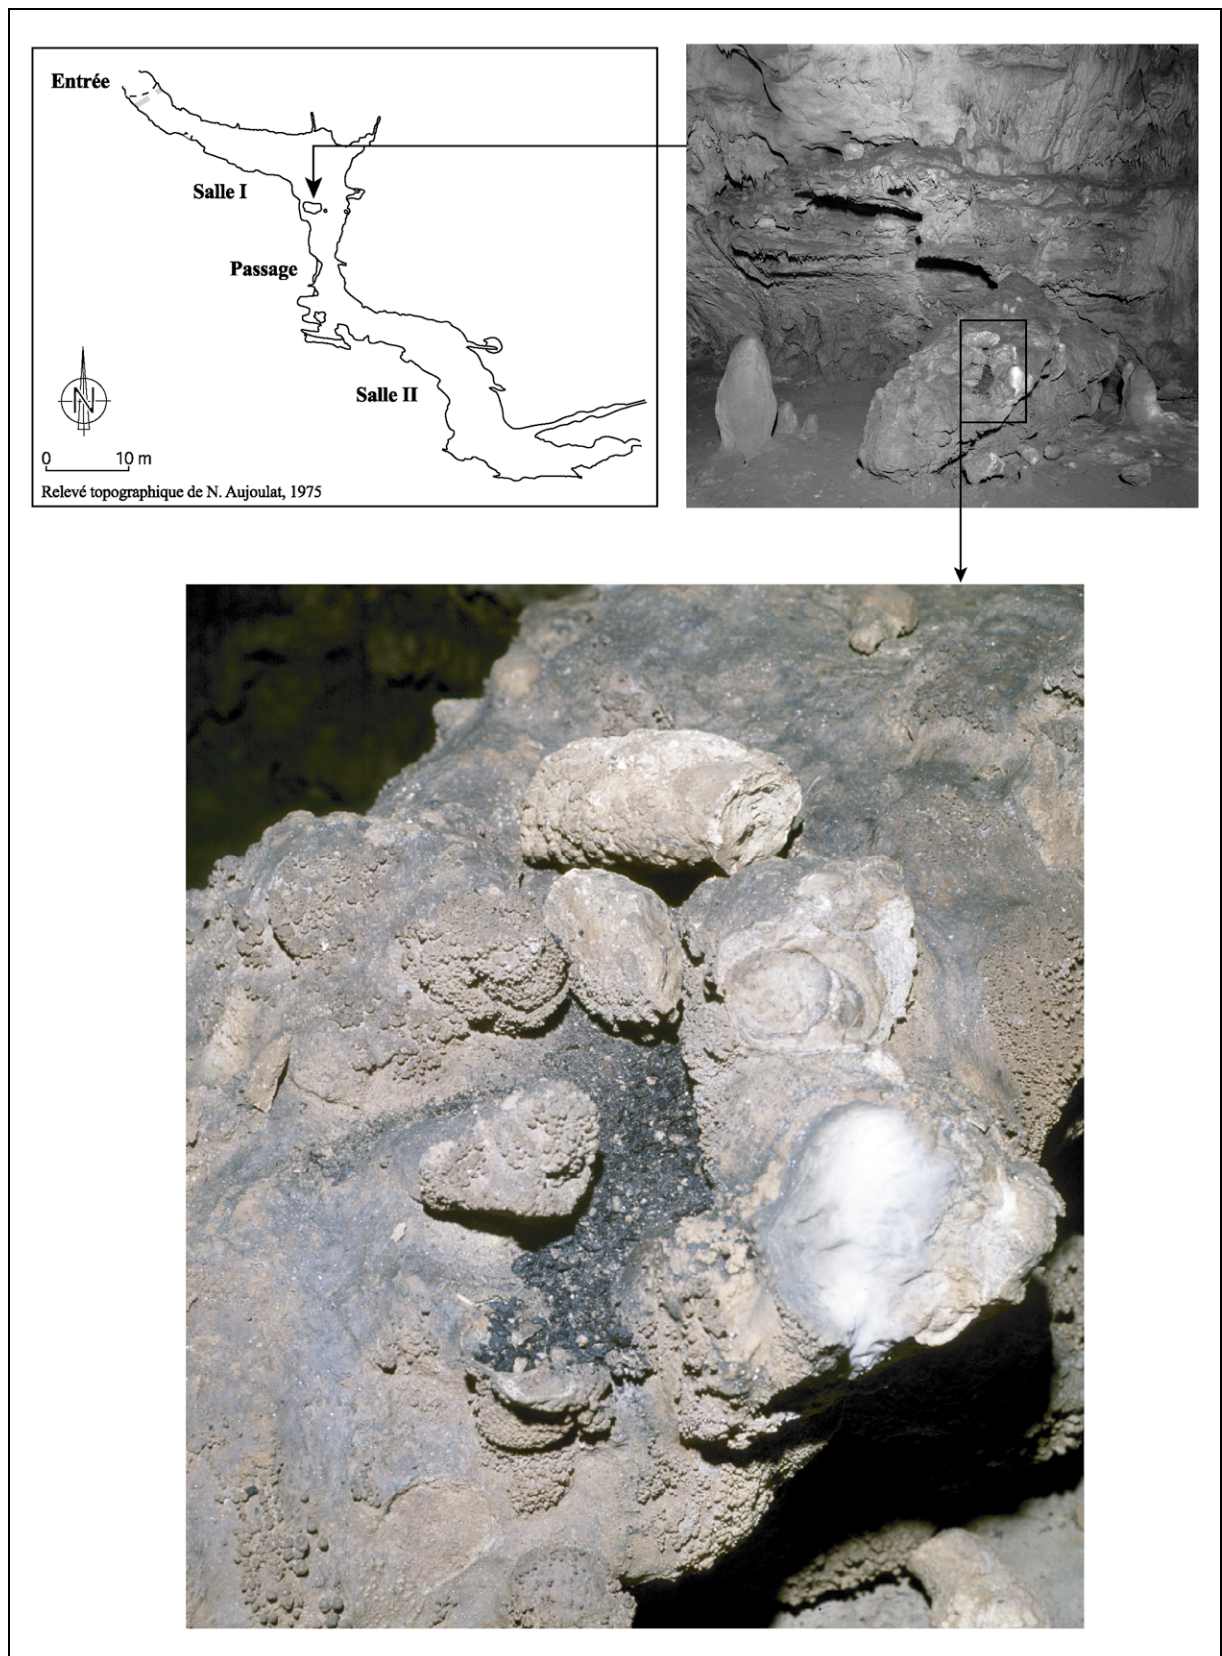 Entrée
Salle I
Passage
Salle II
N
0 10 m
Relevé topographique de N. Aujoulat, 1975